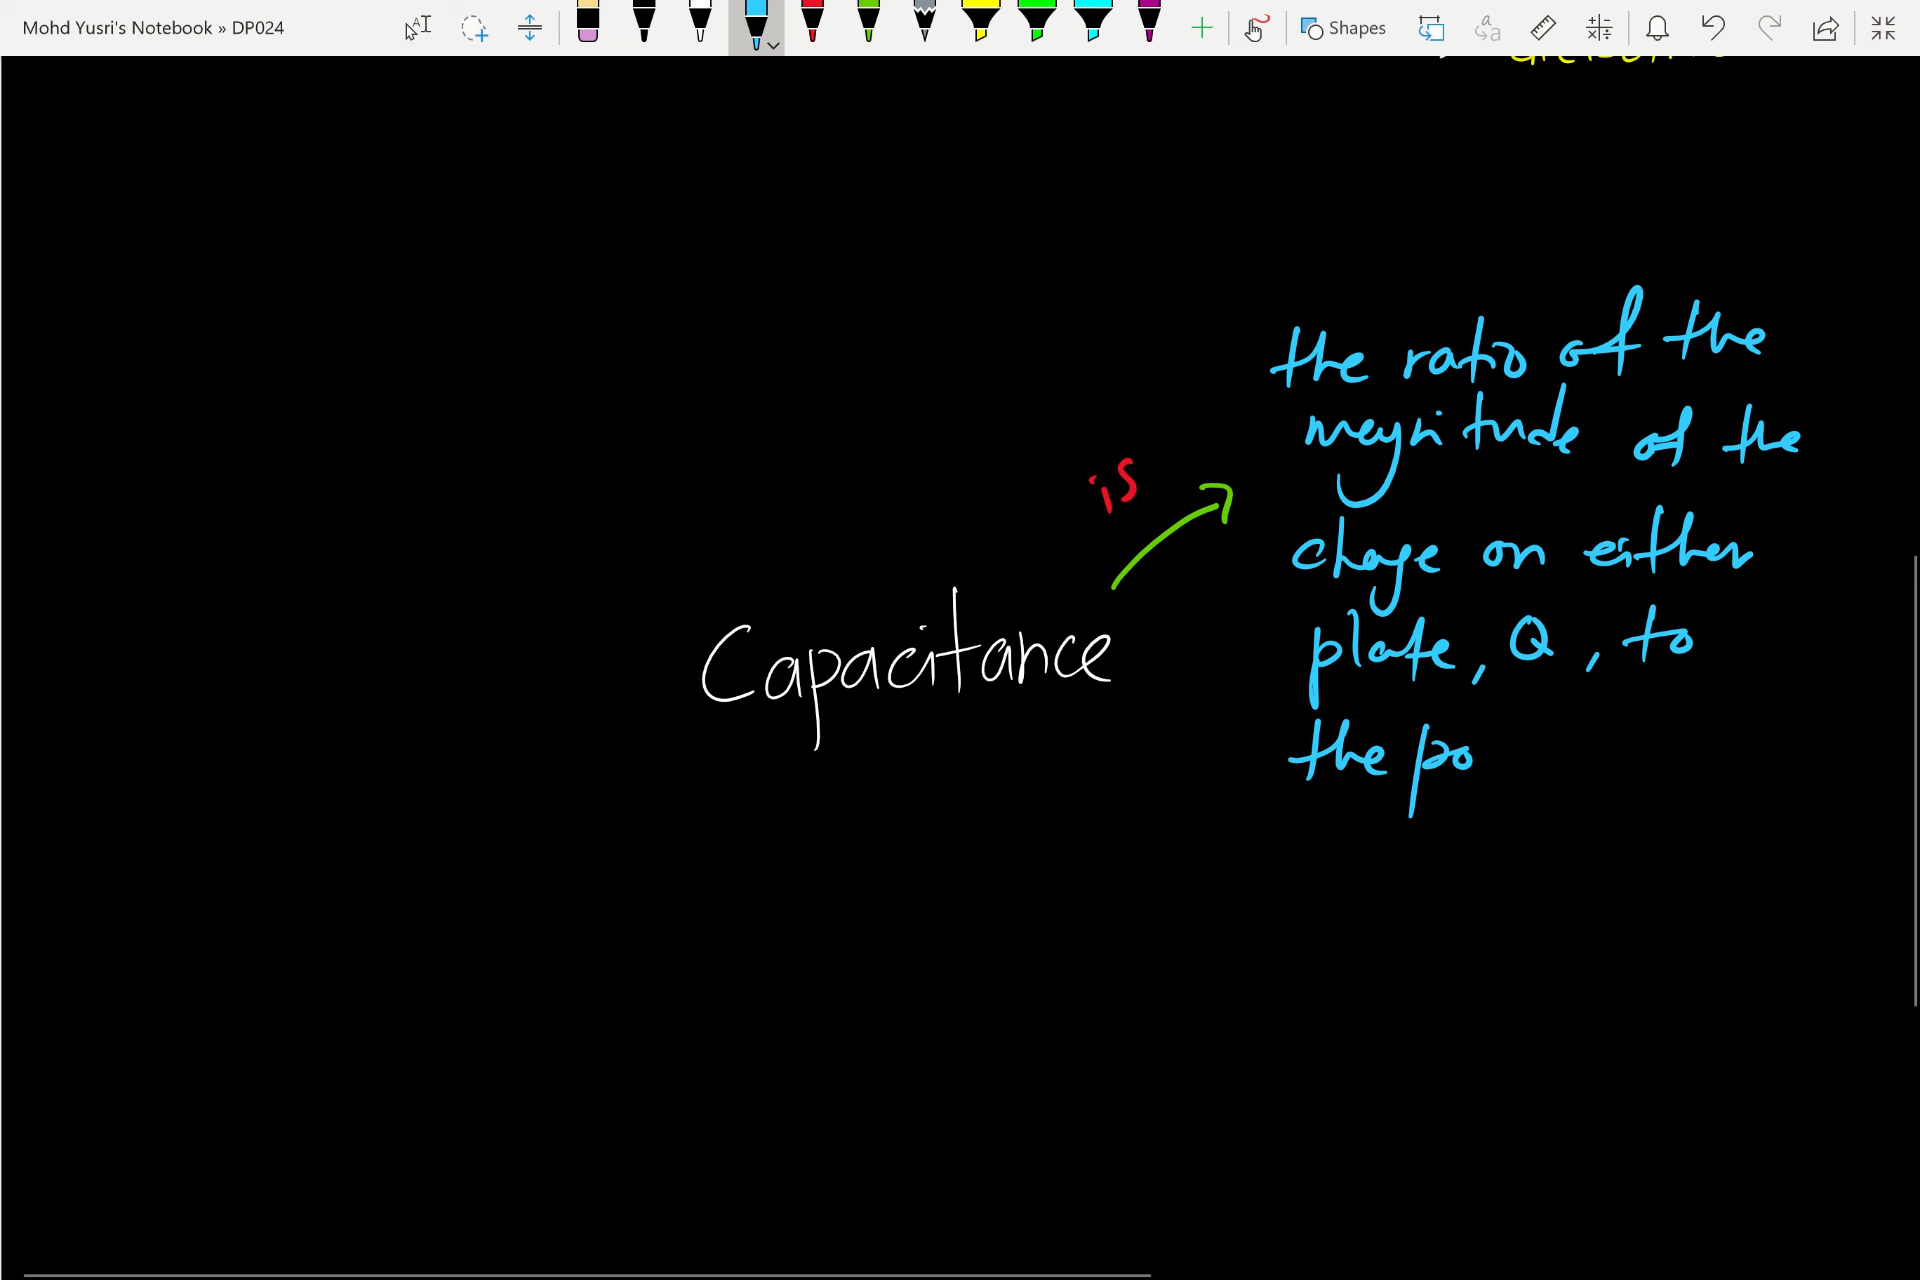 Mohd Yusri's Notebook » DP024
Shapes
the ratio of the
magnitude of the
is
charge on either
Capacitance
plate, Q, to
the po